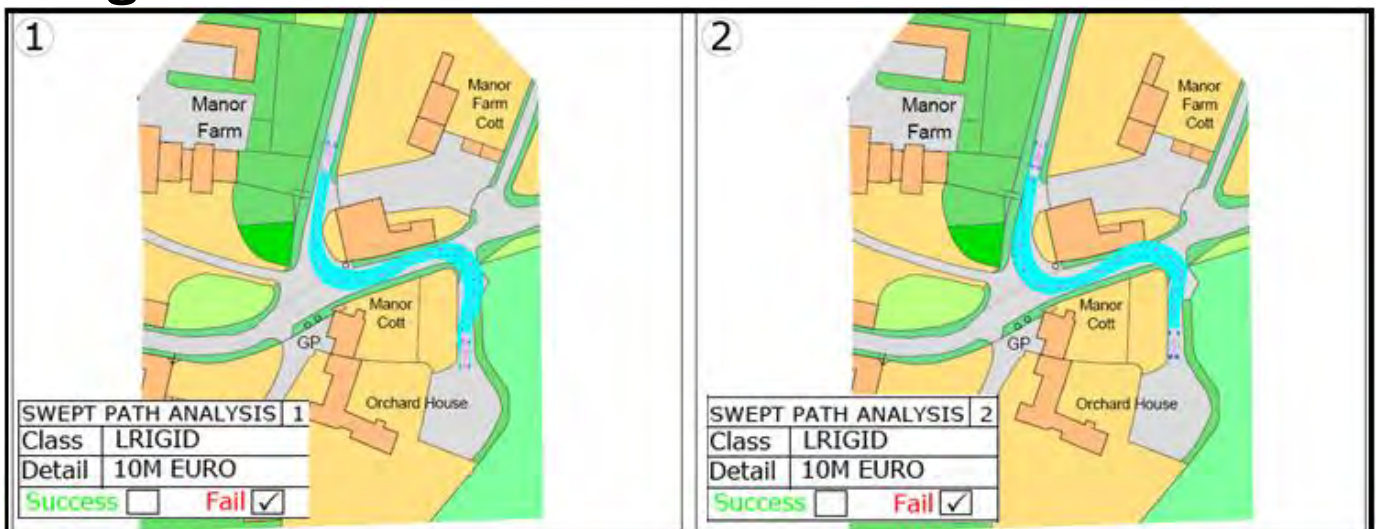 1
Manor
Farm
Manor
Farm
Cott
Manor
Cott
GP
Orchard House
SWEPT PATH ANALYSIS 1
Class LRIGID
Detail 10M EURO
Success Fail ✓
2
Manor
Farm
Manor
Farm
Cott
Manor
Cott
GP
Orchard House
SWEPT PATH ANALYSIS 2
Class LRIGID
Detail 10M EURO
Success Fail ✓